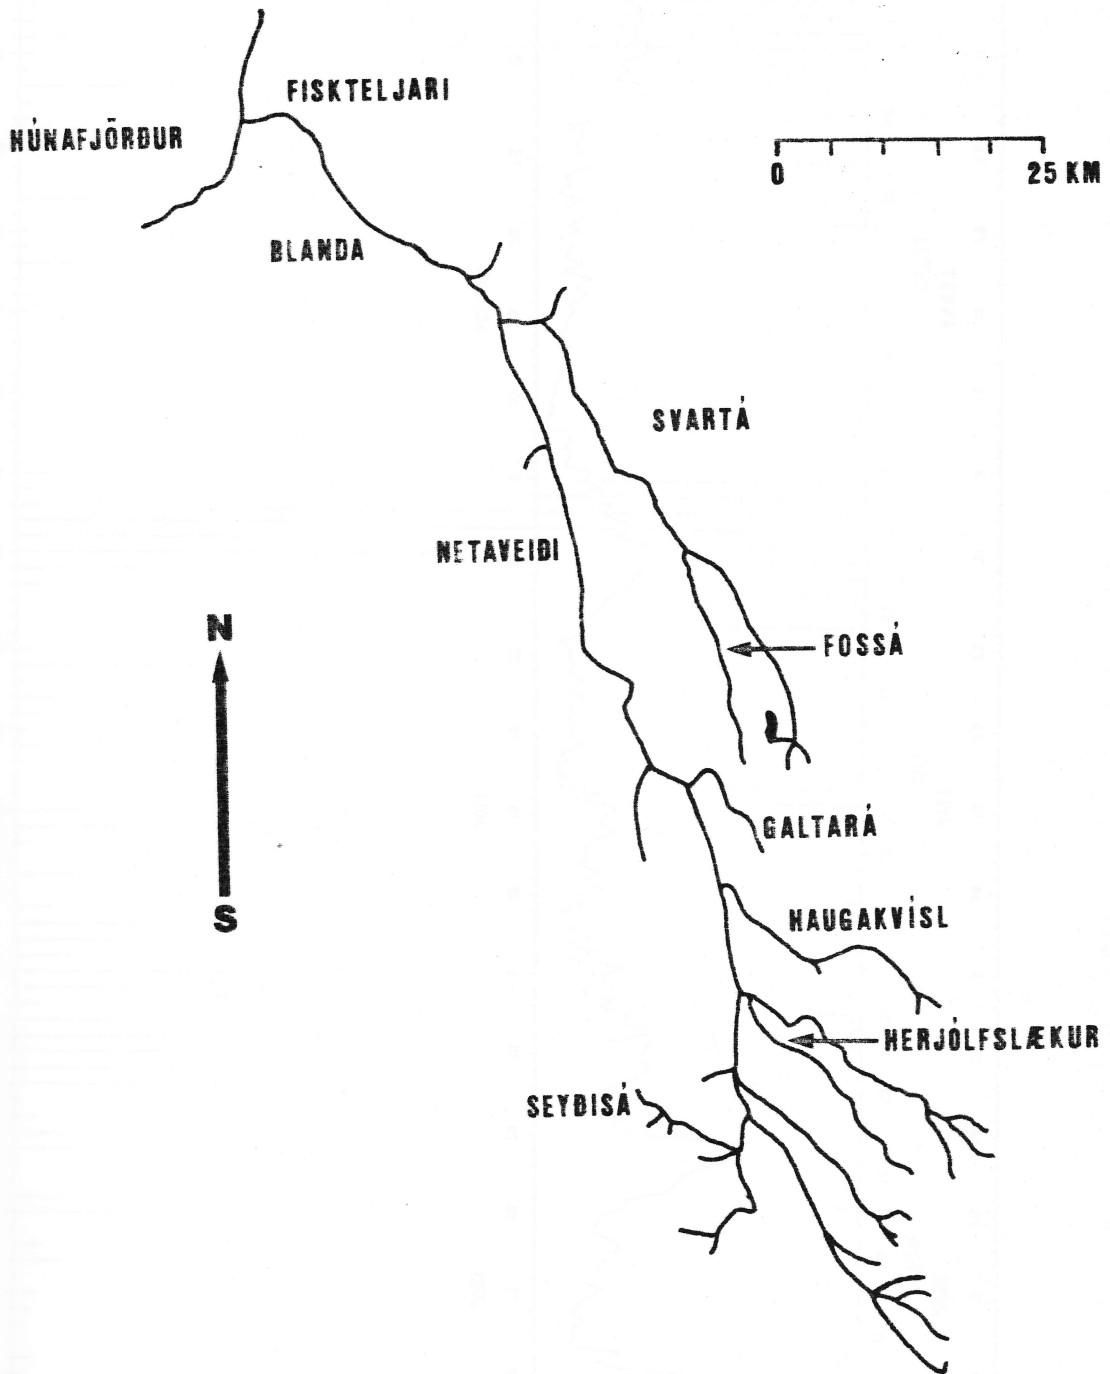 FISKTELJARI
HÚNAFJÖRÐUR
0 25 KM
BLANDA
SVARTÁ
NETAVEIÐI
N
FOSSÁ
GALTARÁ
S
HAUGAKVÍSL
HERJÓLFSLÆKUR
SEYÐISÁ